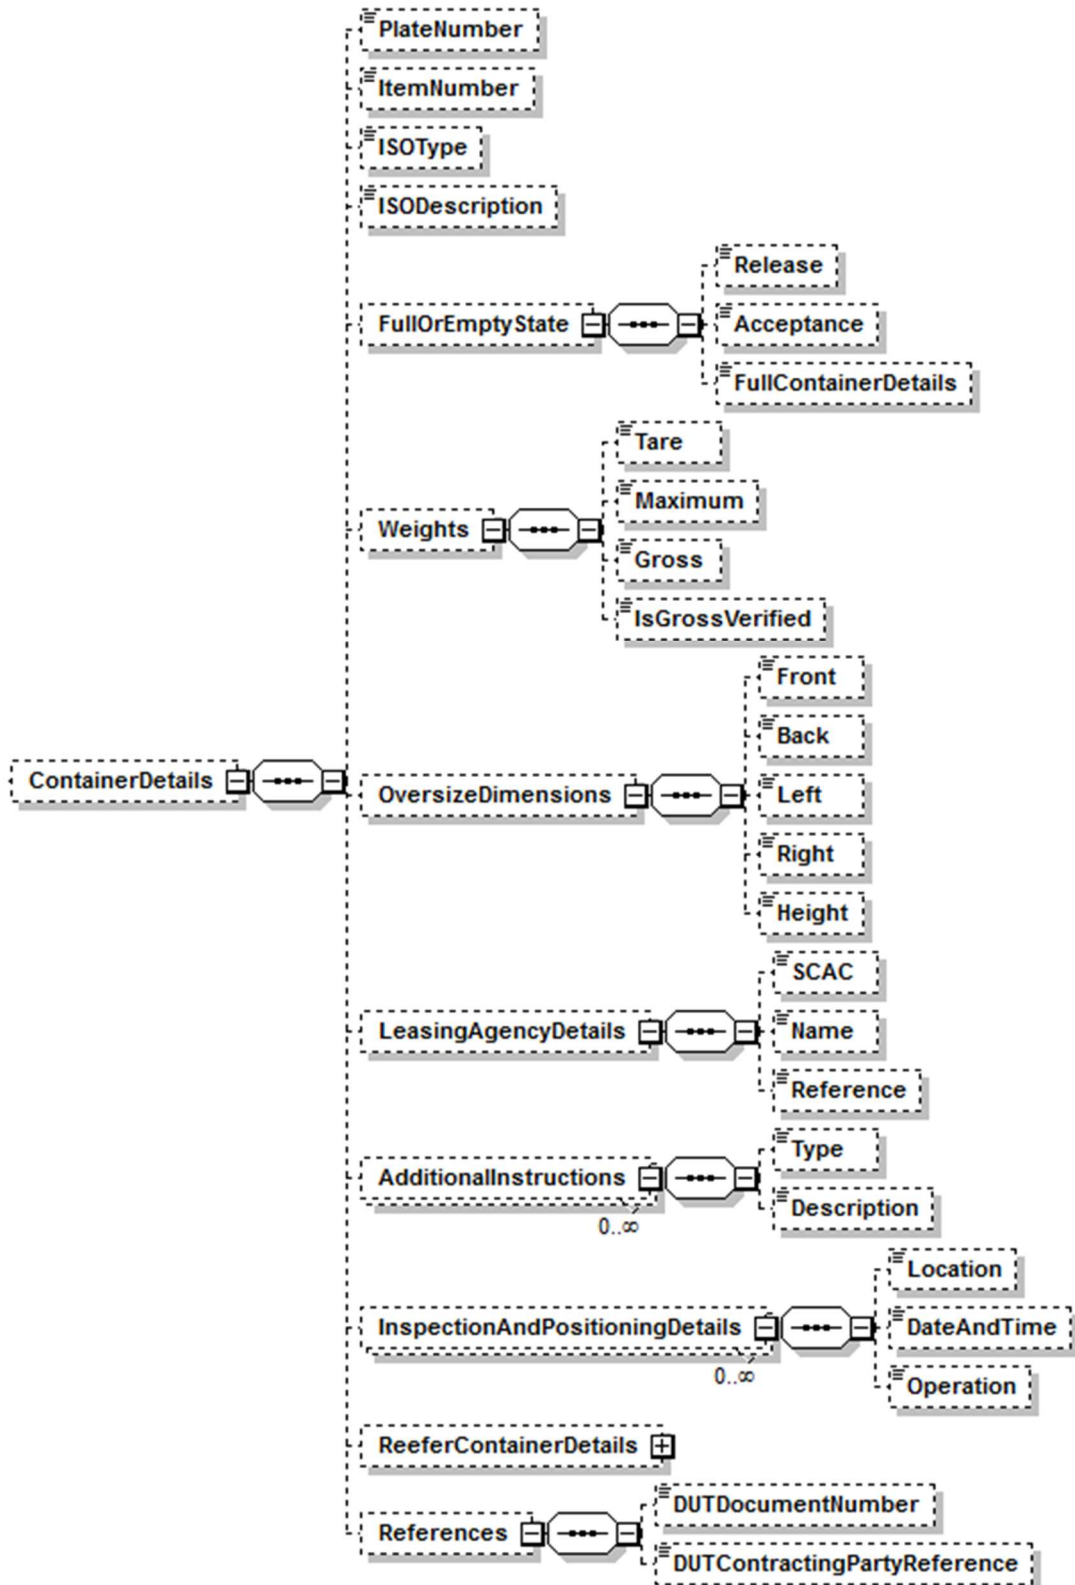 PlateNumber
ItemNumber
ISOType
ISODescription
Release
FullOrEmptyState
Acceptance
FullContainerDetails
Tare
Maximum
Weights
Gross
IsGrossVerified
Front
Back
ContainerDetails
OversizeDimensions
Left
Right
Height
SCAC
LeasingAgencyDetails
Name
Reference
Type
AdditionalInstructions
Description
0..∞
Location
InspectionAndPositioningDetails
DateAndTime
0..∞
Operation
ReeferContainerDetails
DUTDocumentNumber
References
DUTContractingPartyReference